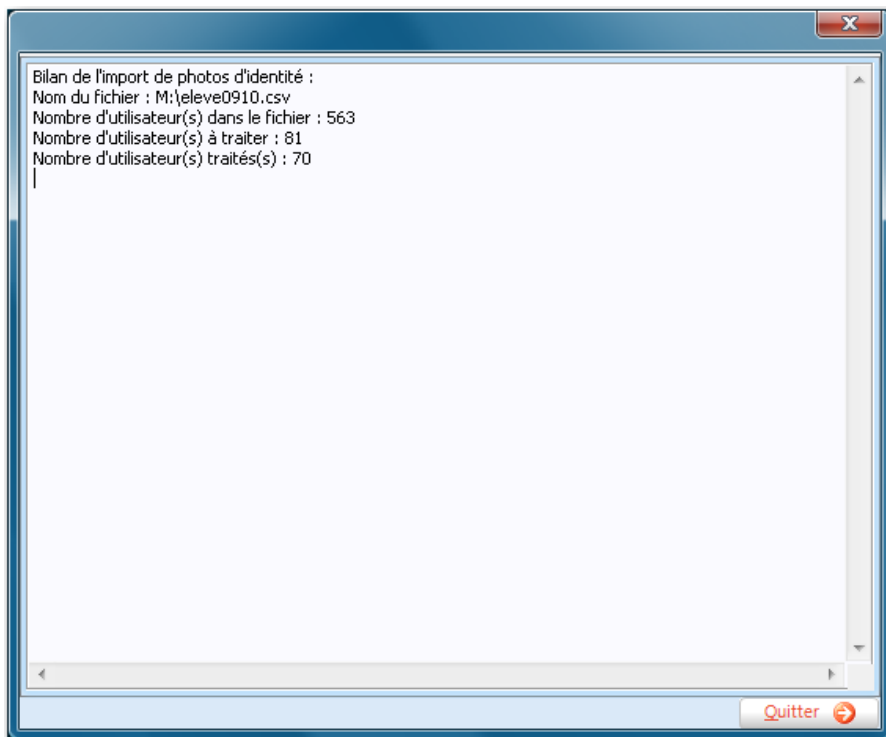 Bilan de l'import de photos d'identité :
Nom du fichier : M:\eleve0910.csv
Nombre d'utilisateur(s) dans le fichier : 563
Nombre d'utilisateur(s) à traiter : 81
Nombre d'utilisateur(s) traités(s) : 70
Quitter